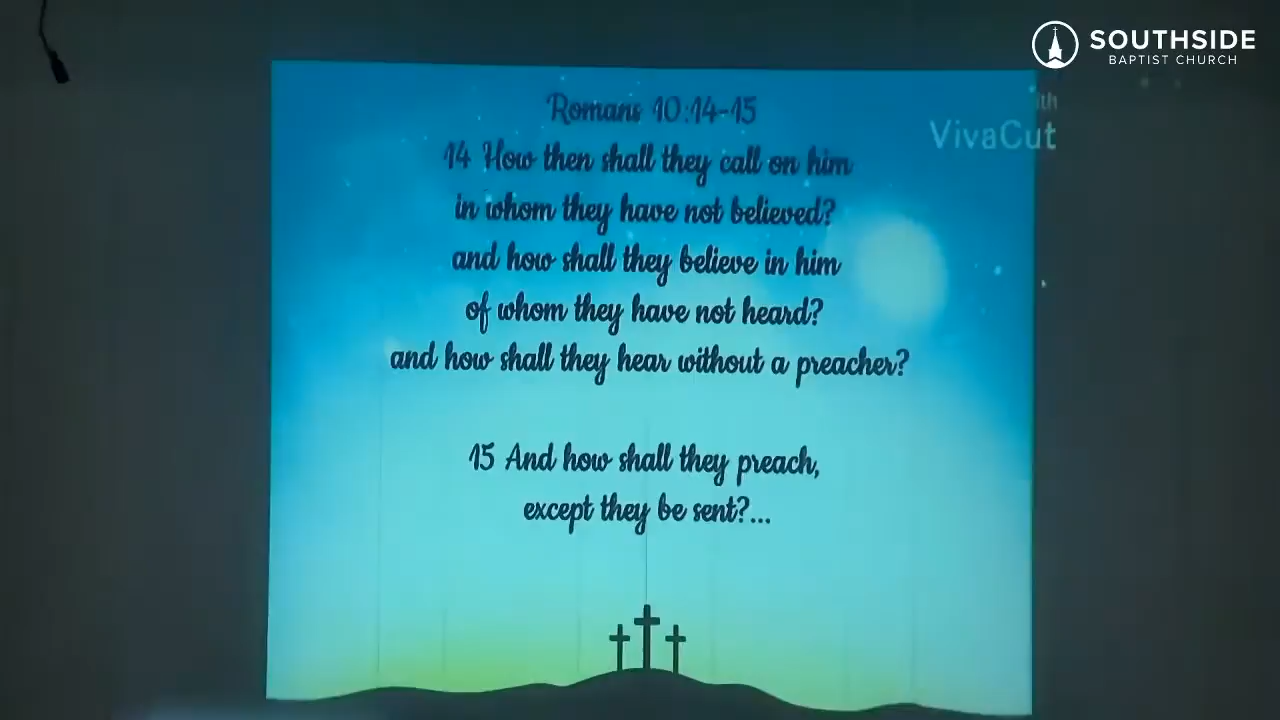 SOUTHSIDE
BAPTIST CHURCH
Romans 10:14-15
VivaCut
14 How then shall they call on him
in whom they have not believed?
and how shall they believe in him
of whom they have not heard?
and how shall they hear without a preacher?
15 And how shall they preach,
except they be sent?...